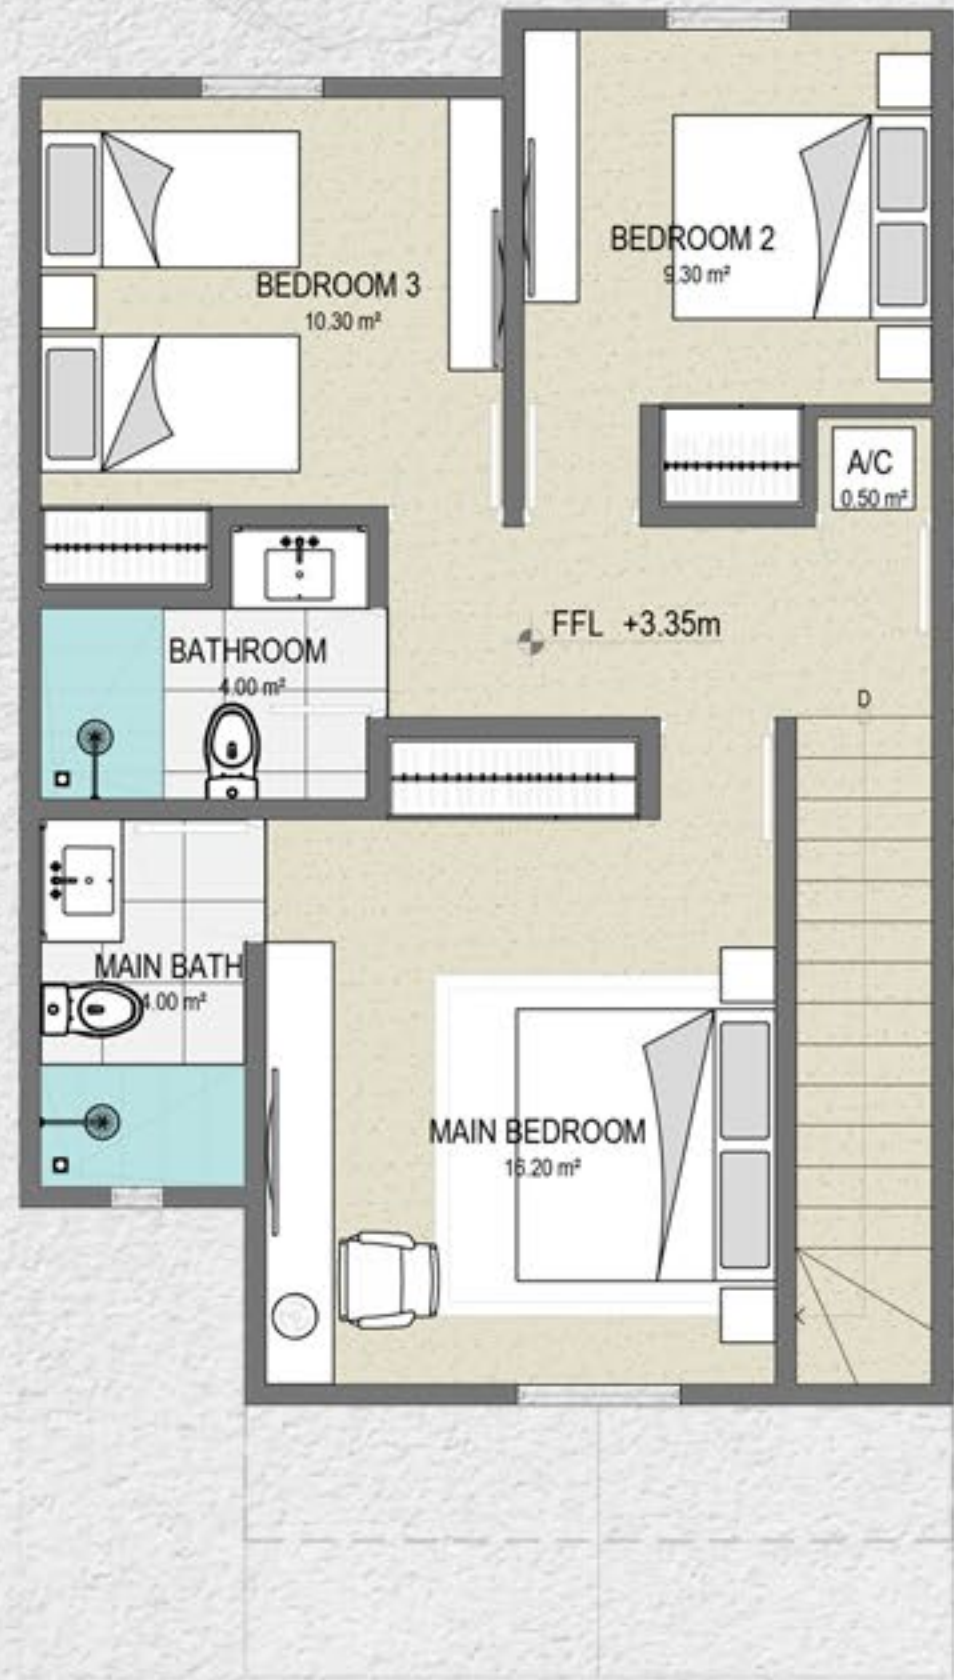 BEDROOM 2
9.30 m²
BEDROOM 3
10.30 m²
A/C
0.50 m²
FFL +3.35m
BATHROOM
4.00 m²
D
MAIN BATH
4.00 m²
MAIN BEDROOM
16.20 m²